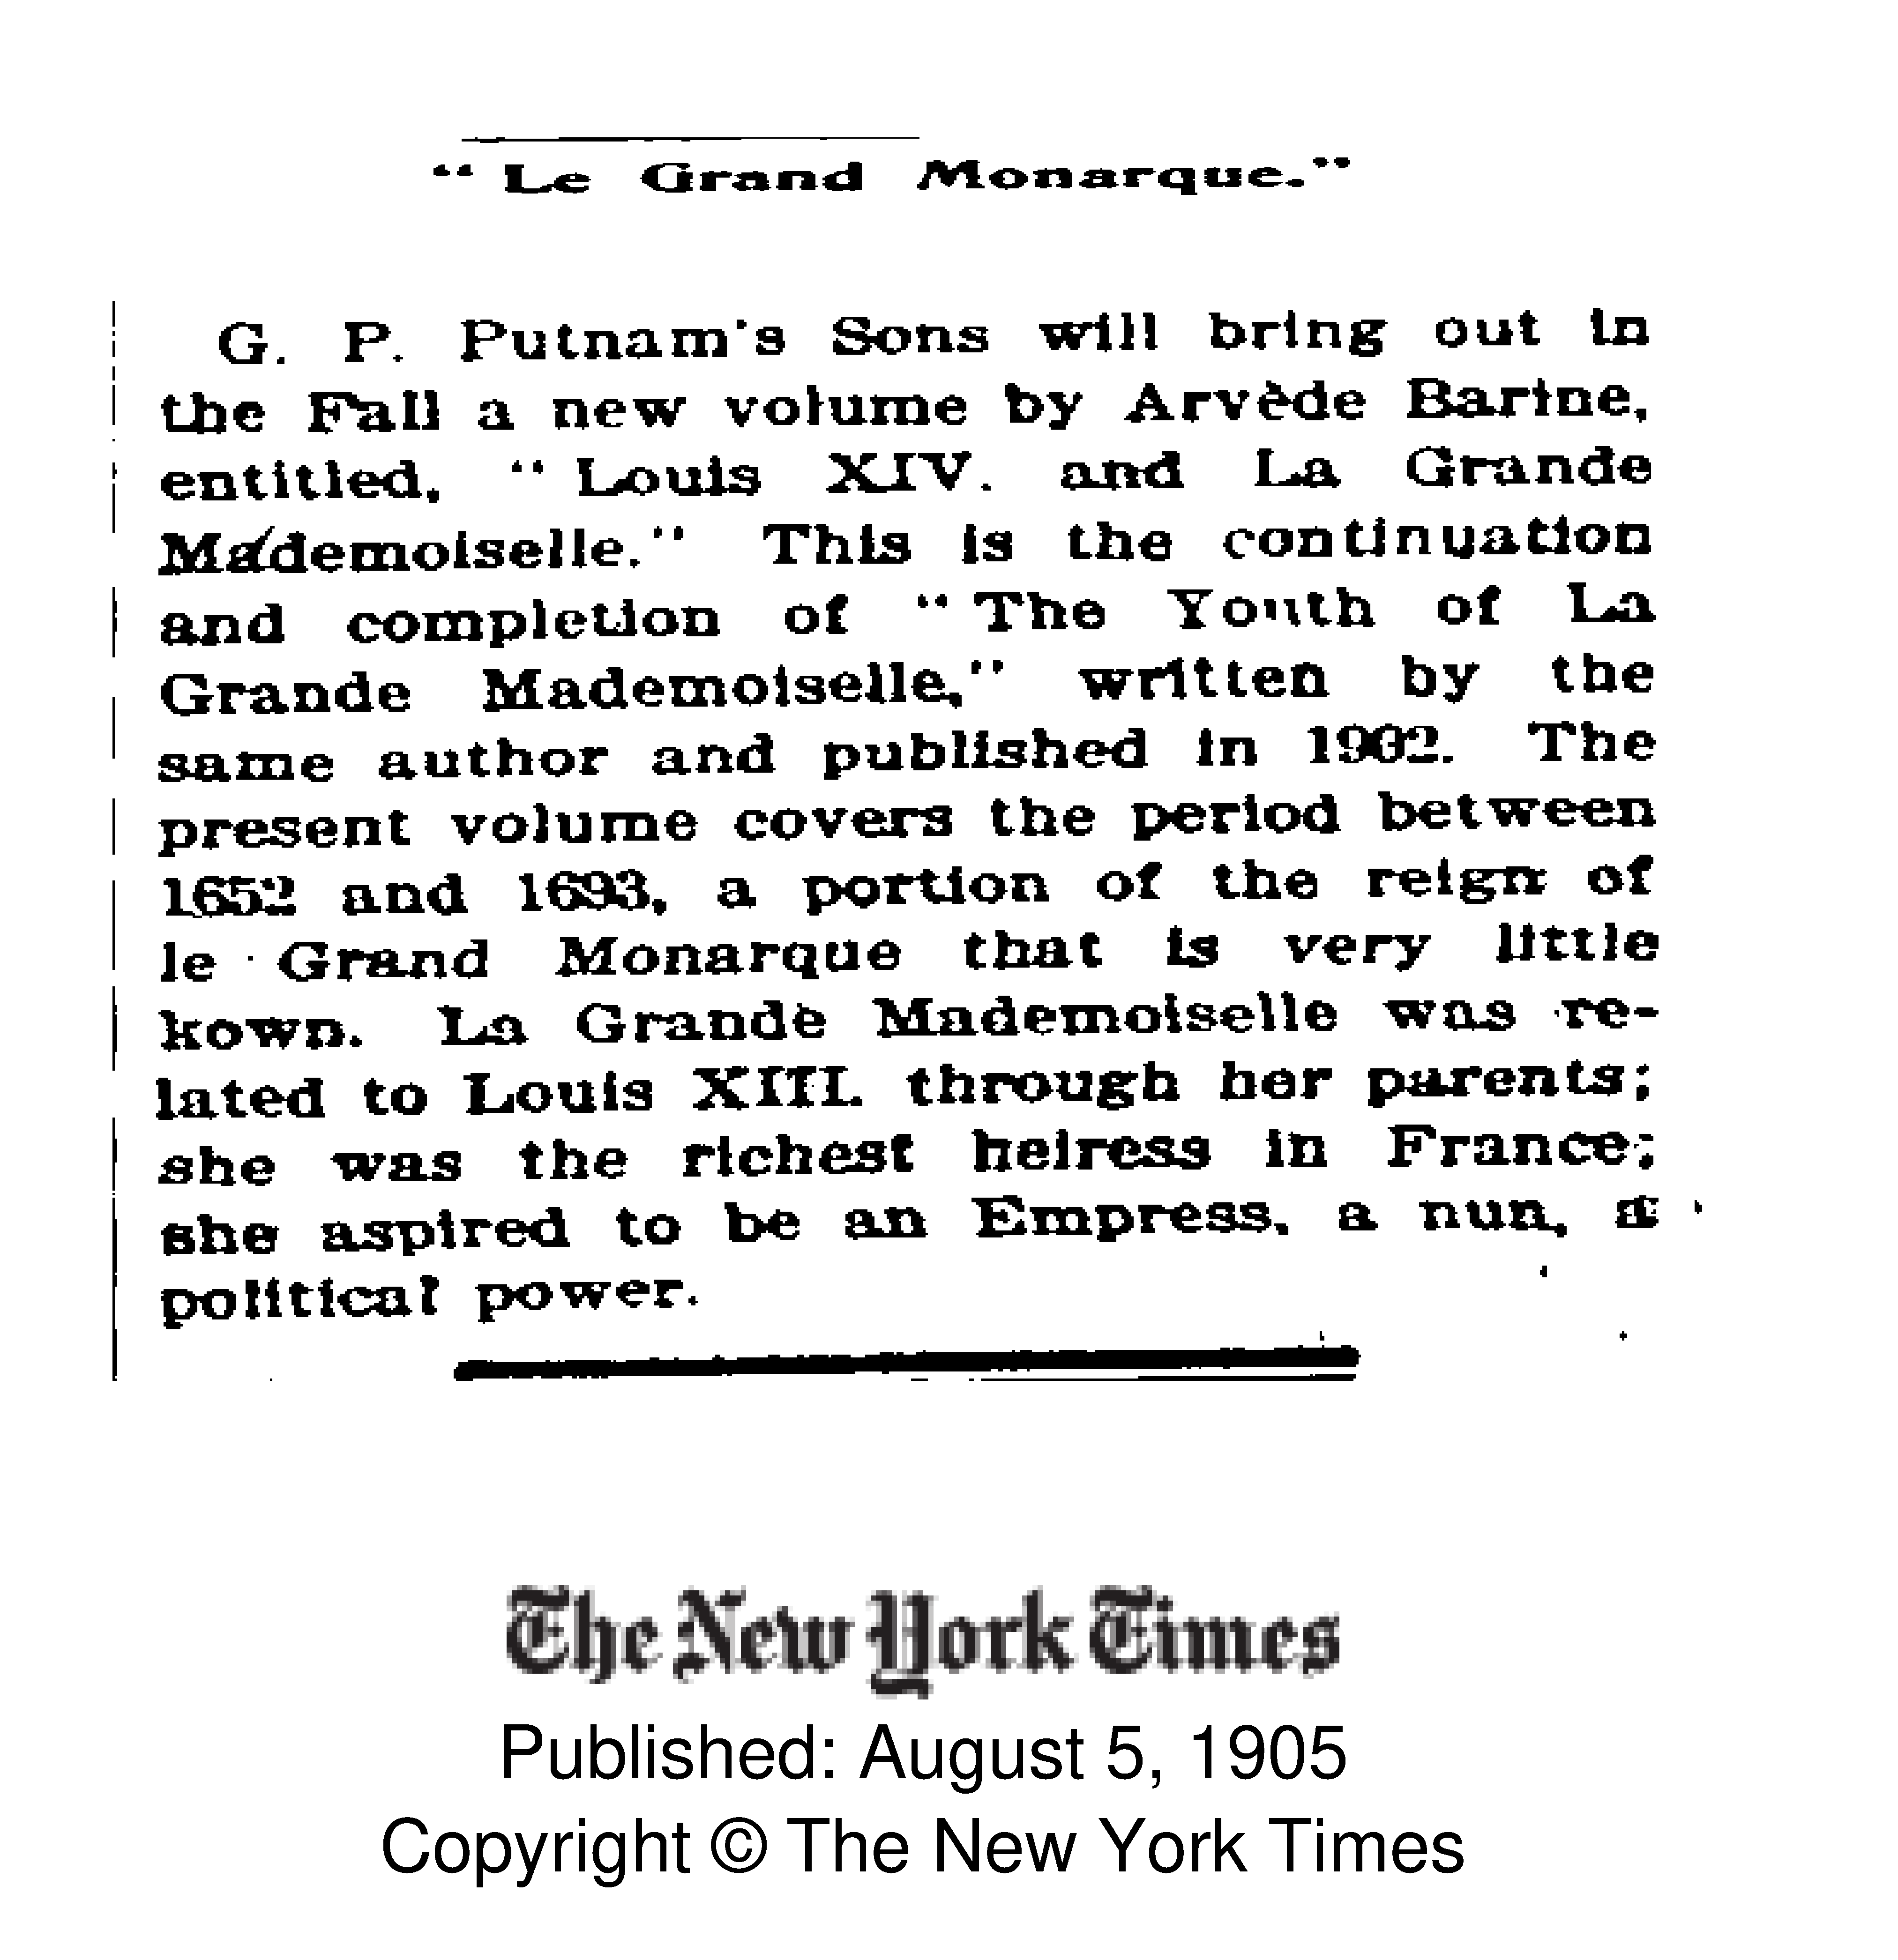 “ Le Grand Monarque.”
G. P. Putnam's Sons will bring out in
the Fall a new volume by Arvède Barine,
entitled, “ Louis XIV. and La Grande
Mademoiselle.” This is the continuation
and completion of “ The Youth of La
Grande Mademoiselle,” written by the
same author and published in 1902. The
present volume covers the period between
1652 and 1693, a portion of the reign of
le Grand Monarque that is very little
kown. La Grande Mademoiselle was re-
lated to Louis XIII. through her parents;
she was the richest heiress in France;
she aspired to be an Empress, a nun, a
political power.
The New York Times
Published: August 5, 1905
Copyright © The New York Times